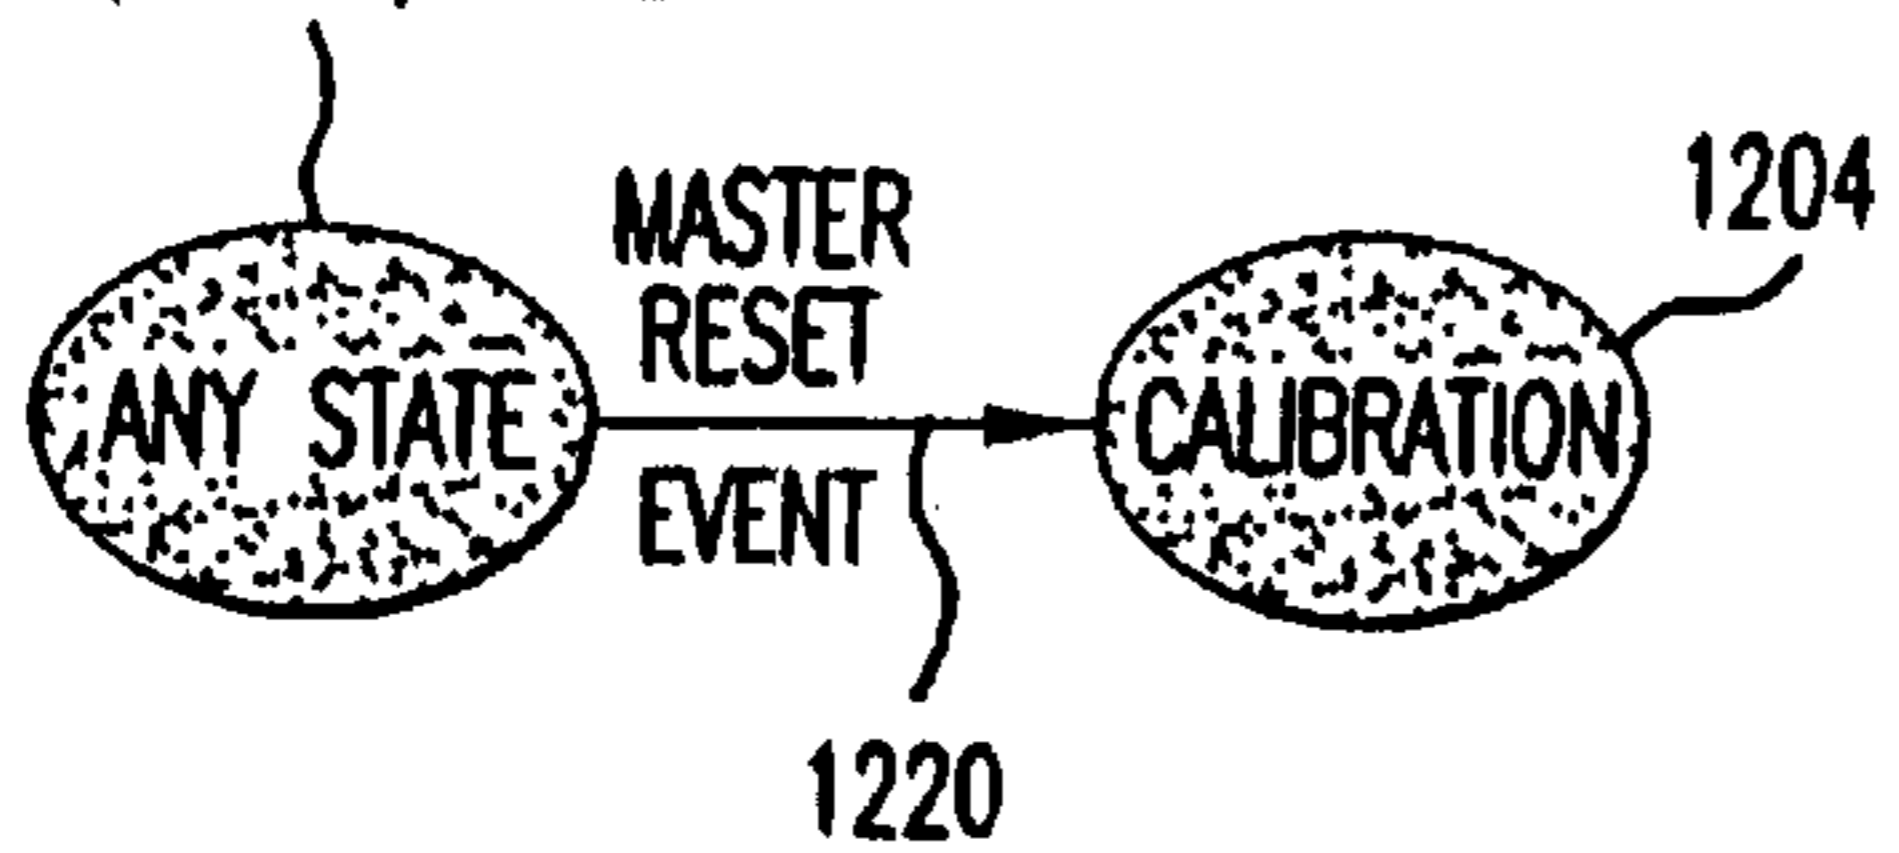 1204
MASTER
RESET
ANY STATE
CALIBRATION
EVENT
1220